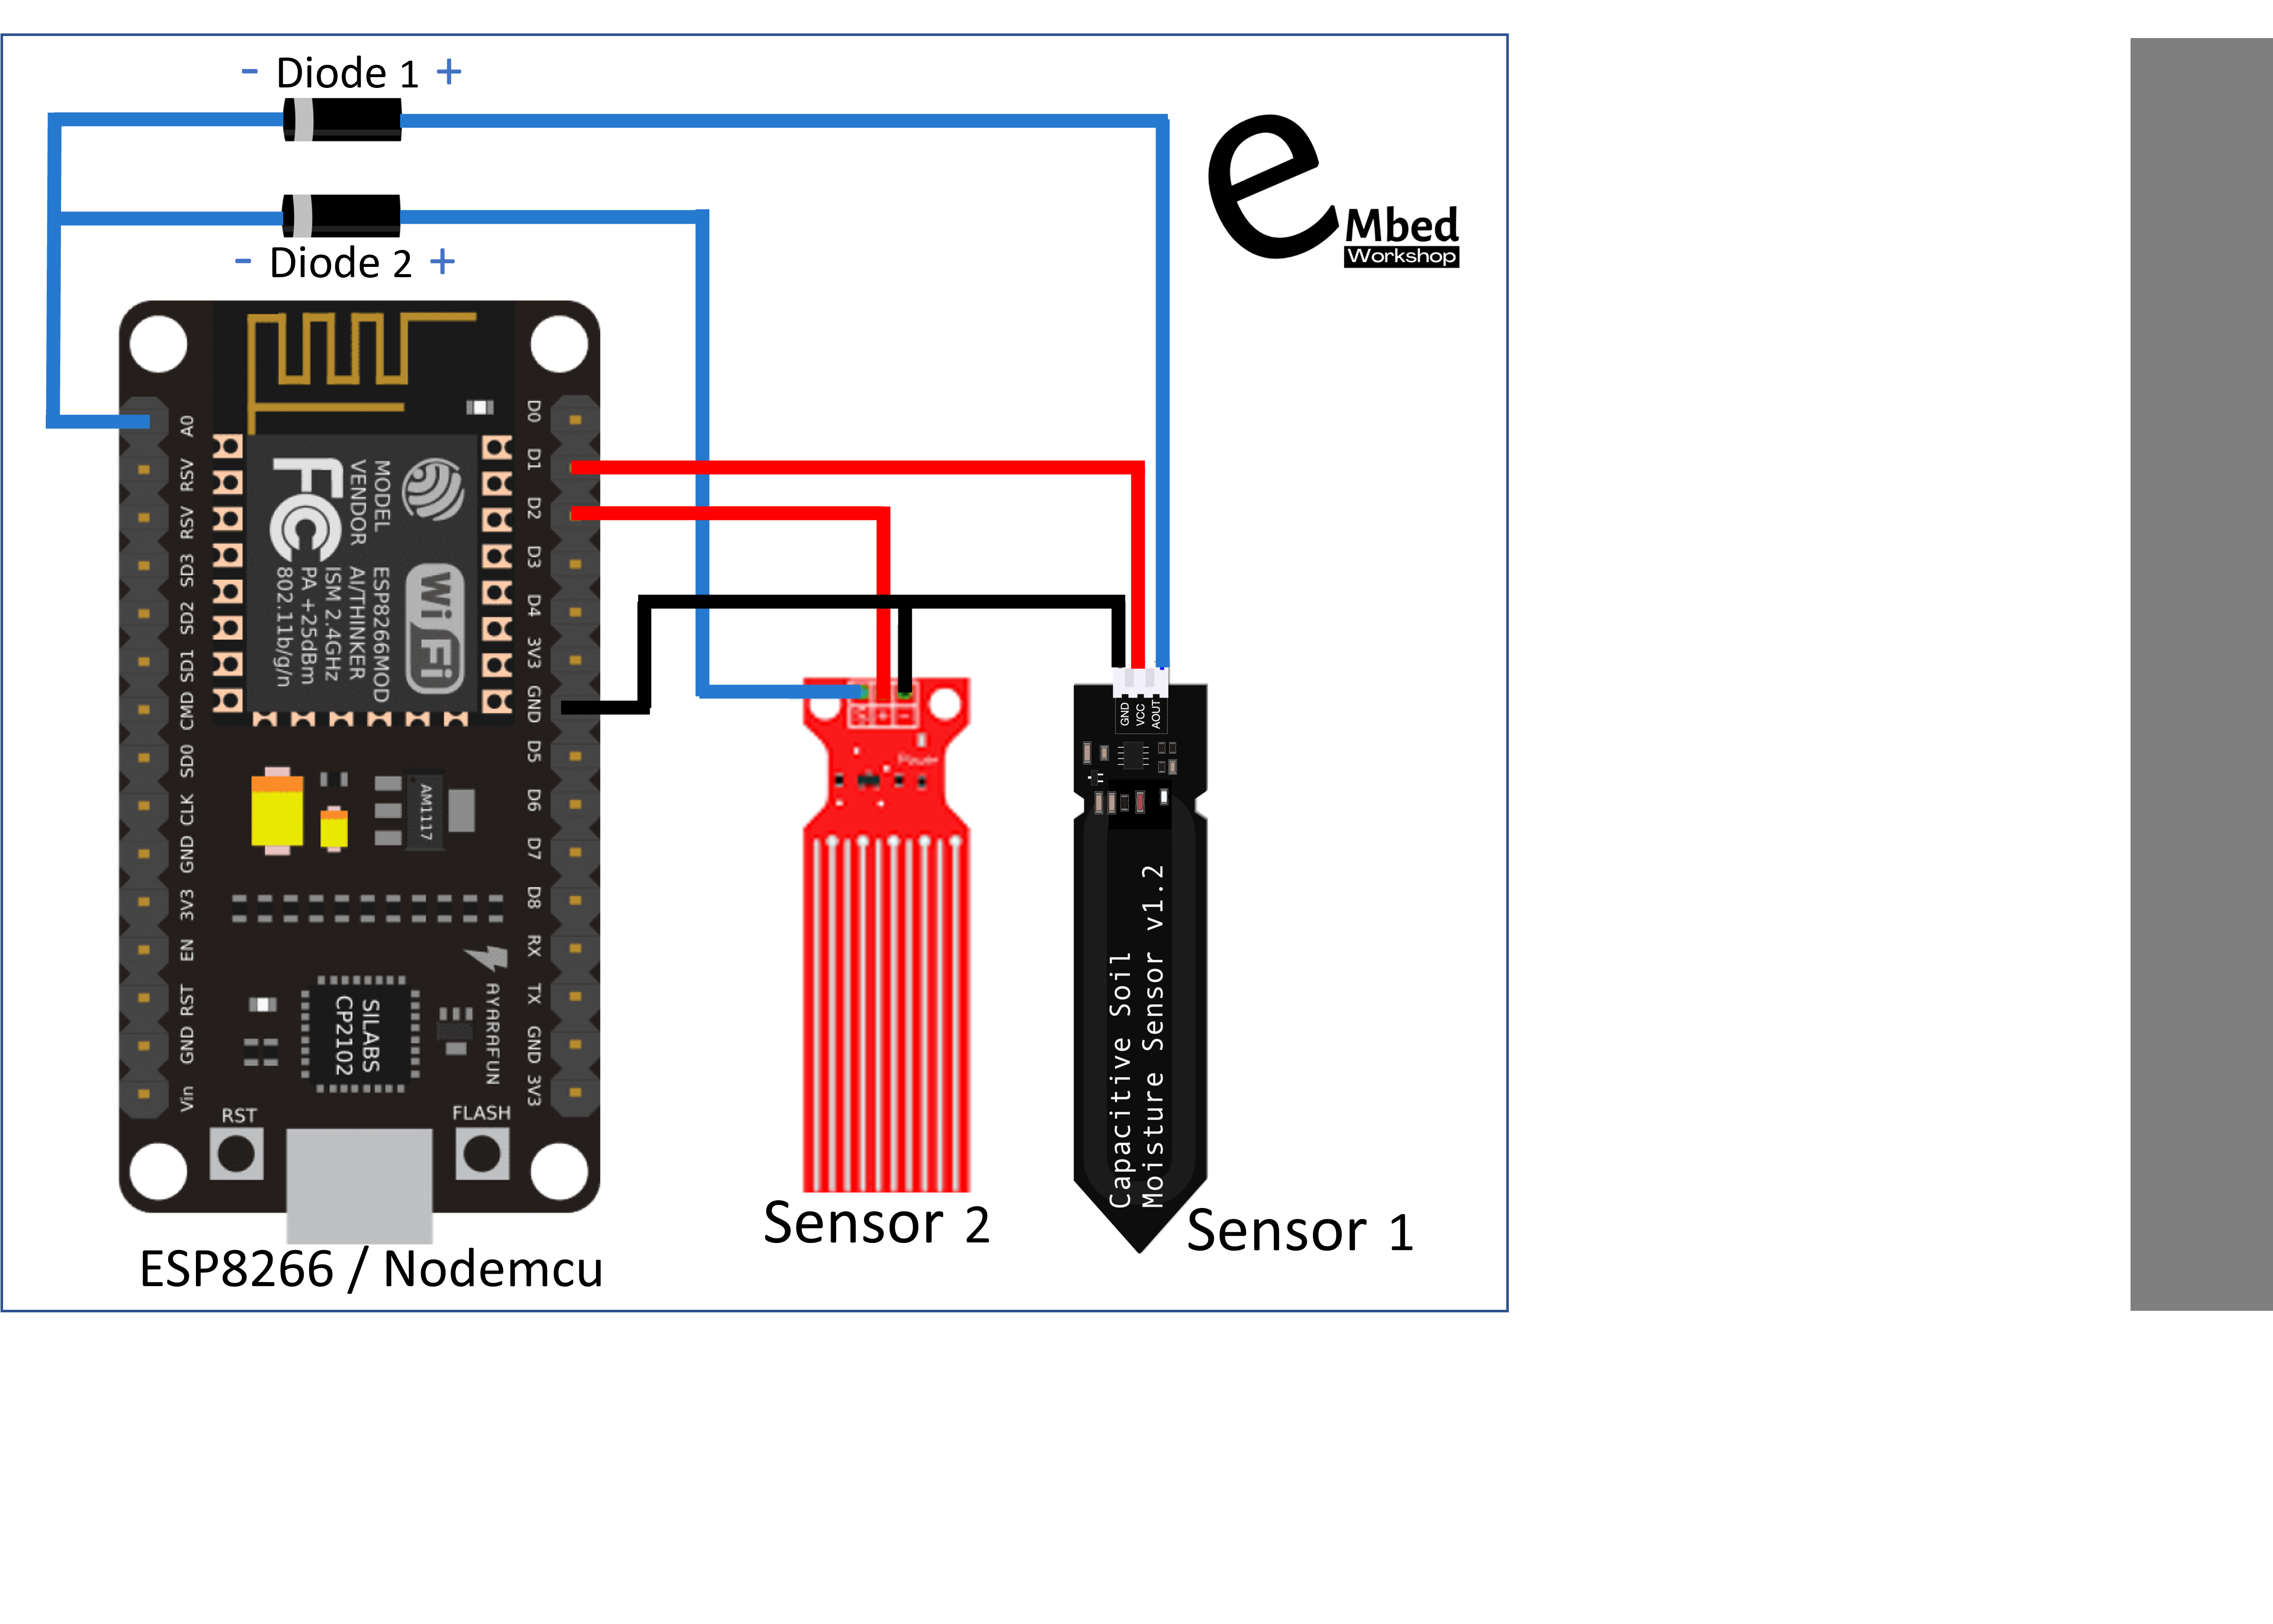 - Diode 1 +
- Diode 2 +
e
Mbed
Workshop
A0
RSV
RSV
SD3
SD2
SD1
CMD
SD0
CLK
GND
3V3
EN
RST
GND
Vin
D0
D1
D2
D3
D4
3V3
GND
D5
D6
D7
D8
RX
TX
GND
3V3
MODEL
VENDOR
ESP8266MOD
AI/THINKER
ISM 2.4GHz
PA +25dBm
802.11b/g/n
FC
WiFi
AM1117
SILABS
CP2102
AYARAFUN
RST
FLASH
ESP8266 / Nodemcu
+ -
Power
Sensor 2
GND
VCC
AOUT
Capacitive Soil
Moisture Sensor v1.2
Sensor 1